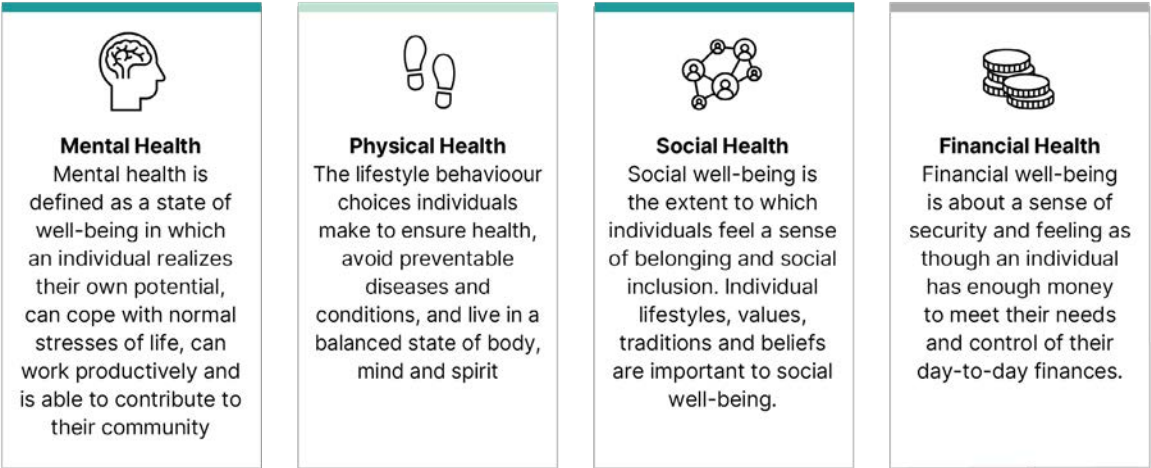 Mental Health
Mental health is
defined as a state of
well-being in which
an individual realizes
their own potential,
can cope with normal
stresses of life, can
work productively and
is able to contribute to
their community
Physical Health
The lifestyle behavioour
choices individuals
make to ensure health,
avoid preventable
diseases and
conditions, and live in a
balanced state of body,
mind and spirit
Social Health
Social well-being is
the extent to which
individuals feel a sense
of belonging and social
inclusion. Individual
lifestyles, values,
traditions and beliefs
are important to social
well-being.
Financial Health
Financial well-being
is about a sense of
security and feeling as
though an individual
has enough money
to meet their needs
and control of their
day-to-day finances.